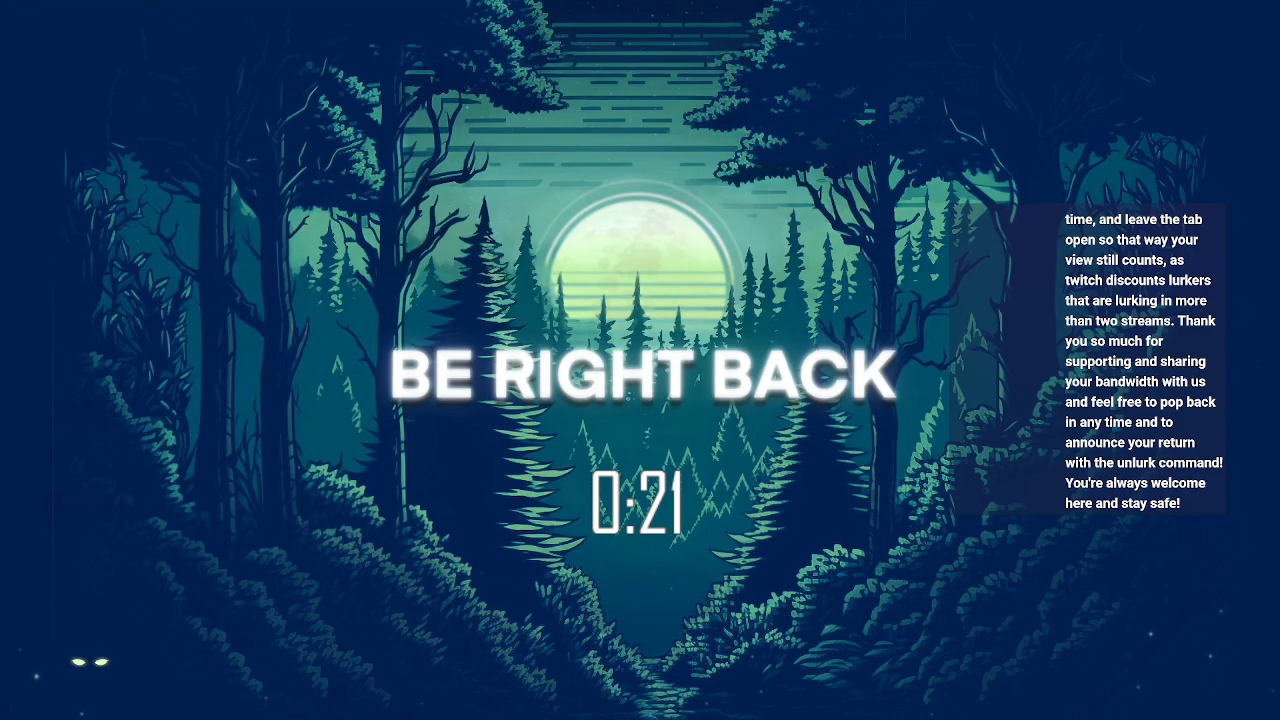 BE RIGHT BACK
0:21
time, and leave the tab
open so that way your
view still counts, as
twitch discounts lurkers
that are lurking in more
than two streams. Thank
you so much for
supporting and sharing
your bandwidth with us
and feel free to pop back
in any time and to
announce your return
with the unlurk command!
You're always welcome
here and stay safe!